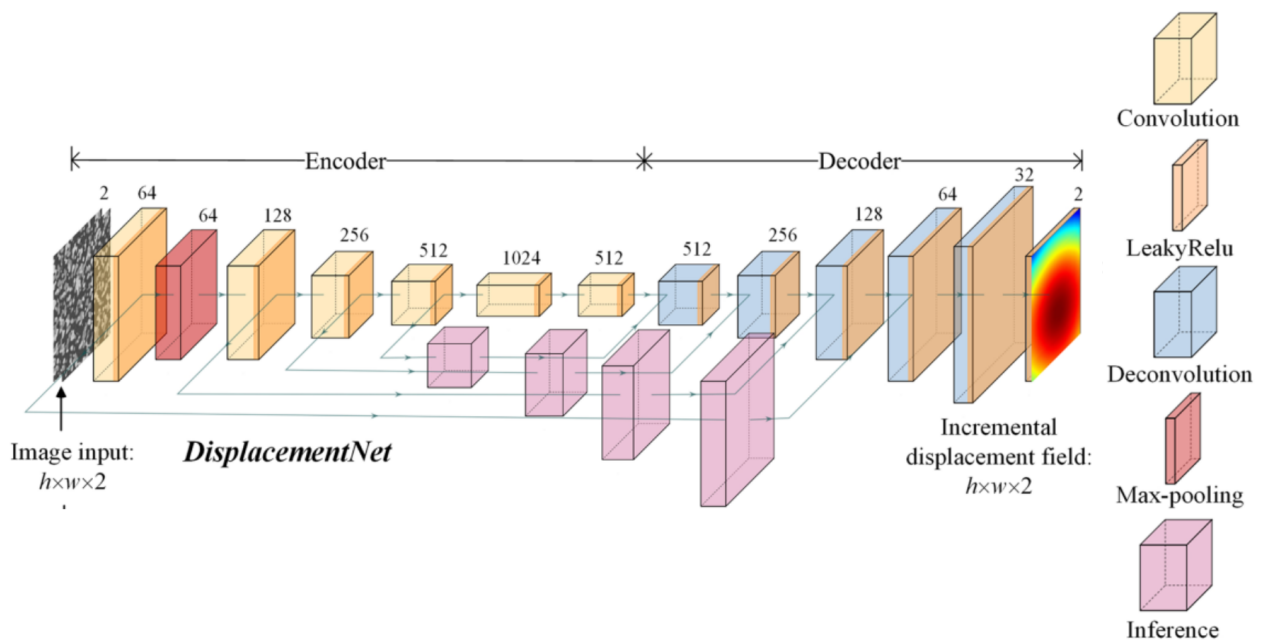 Encoder
Decoder
2
64
64
128
256
512
1024
512
512
256
128
64
32
2
Image input:
h×w×2
DisplacementNet
Incremental
displacement field:
h×w×2
Convolution
LeakyRelu
Deconvolution
Max-pooling
Inference